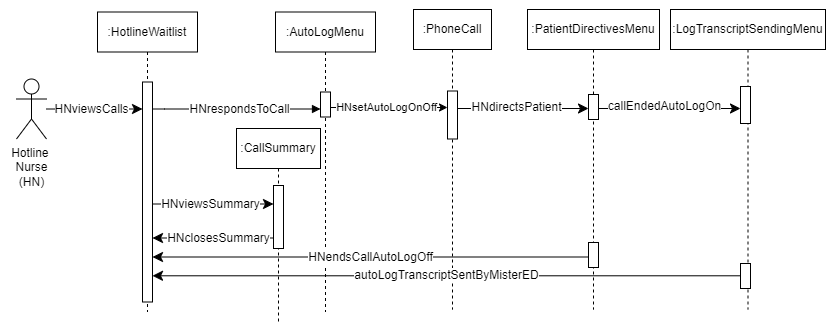 :HotlineWaitlist
:AutoLogMenu
:PhoneCall
:PatientDirectivesMenu
:LogTranscriptSendingMenu
HNviewsCalls
HNrespondsToCall
HNsetAutoLogOnOff
HNdirectsPatient
callEndedAutoLogOn
Hotline
Nurse
(HN)
:CallSummary
HNviewsSummary
HNclosesSummary
HNendsCallAutoLogOff
autoLogTranscriptSentByMisterED